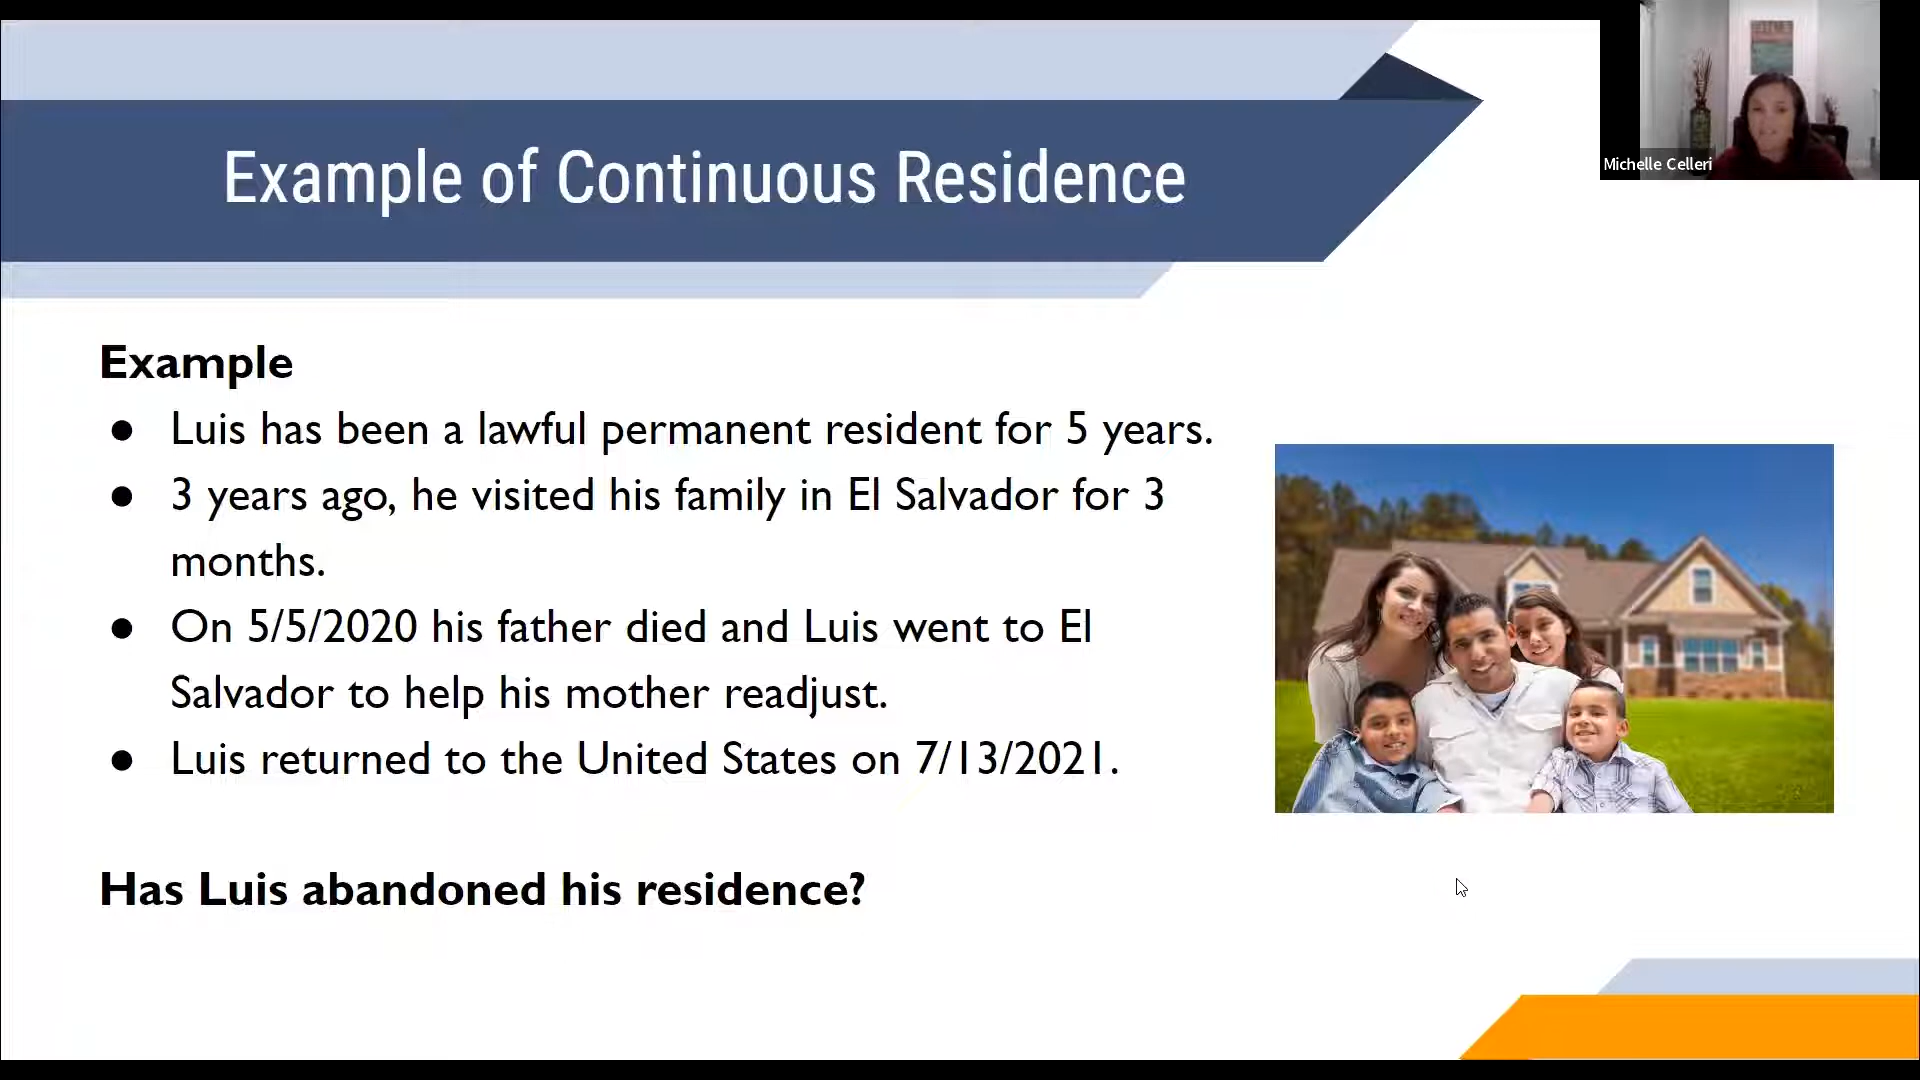 Example of Continuous Residence
Michelle Celleri
Example
● Luis has been a lawful permanent resident for 5 years.
● 3 years ago, he visited his family in El Salvador for 3
months.
● On 5/5/2020 his father died and Luis went to El
Salvador to help his mother readjust.
● Luis returned to the United States on 7/13/2021.
Has Luis abandoned his residence?